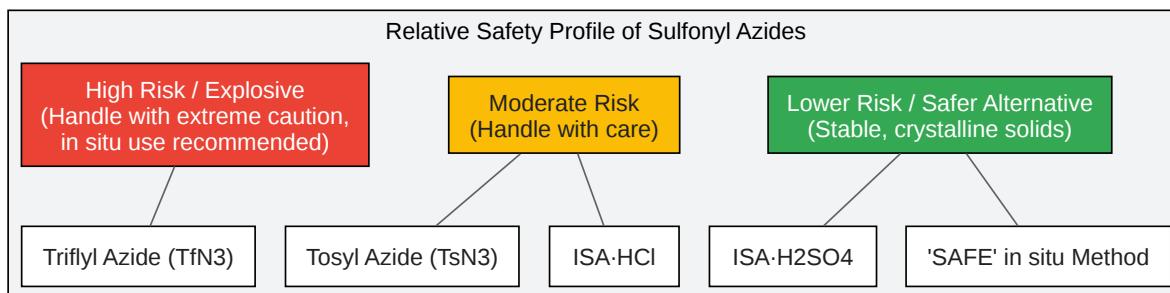 Relative Safety Profile of Sulfonyl Azides
High Risk / Explosive
(Handle with extreme caution,
in situ use recommended)
Moderate Risk
(Handle with care)
Lower Risk / Safer Alternative
(Stable, crystalline solids)
Triflyl Azide (TfN3)
Tosyl Azide (TsN3)
ISA·HCl
ISA·H2SO4
'SAFE' in situ Method